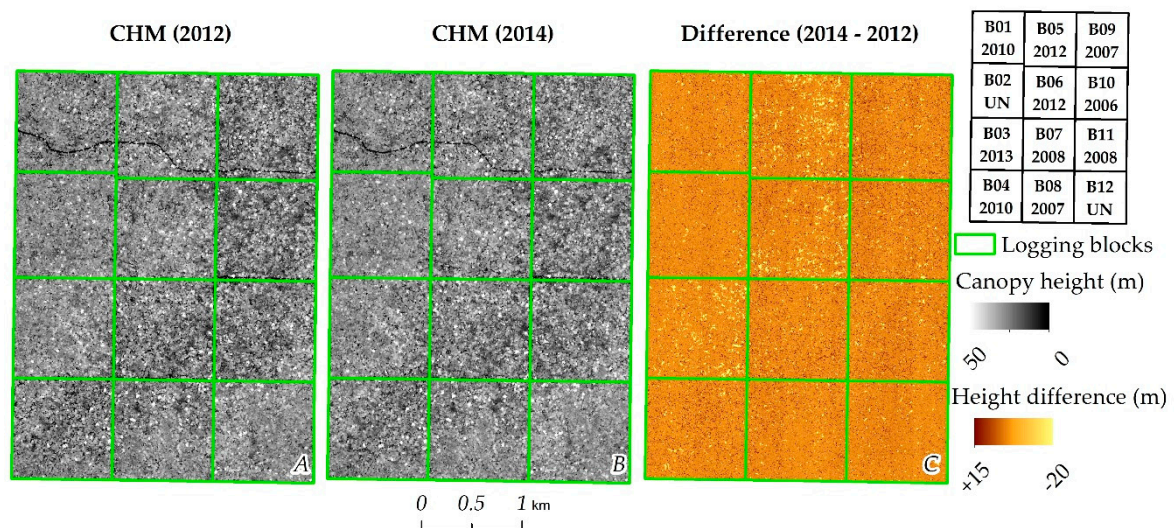 CHM (2012)
CHM (2014)
Difference (2014 - 2012)
A
B
C
0 0.5 1 km
B01 B05 B09
2010 2012 2007
B02 B06 B10
UN 2012 2006
B03 B07 B11
2013 2008 2008
B04 B08 B12
2010 2007 UN
Logging blocks
Canopy height (m)
50 0
Height difference (m)
+15 -20